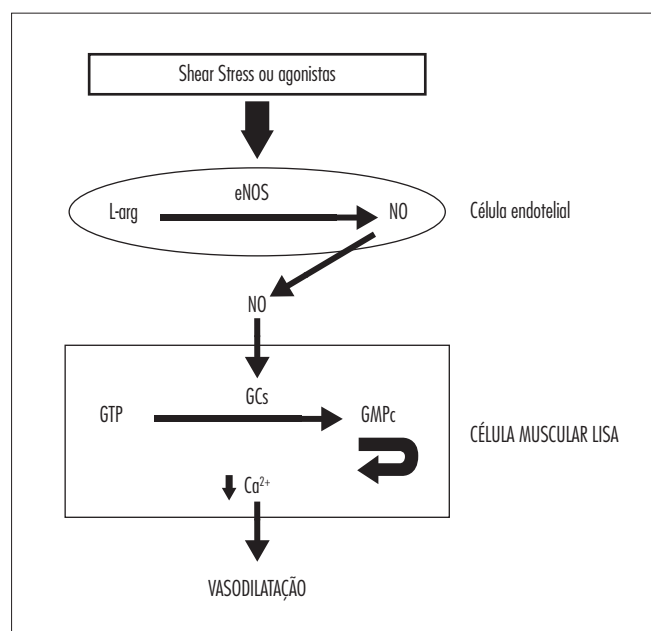 Shear Stress ou agonistas
eNOS
L-arg
NO
Célula endotelial
NO
GCs
GTP
GMPc
CÉLULA MUSCULAR LISA
Ca²⁺
VASODILATAÇÃO